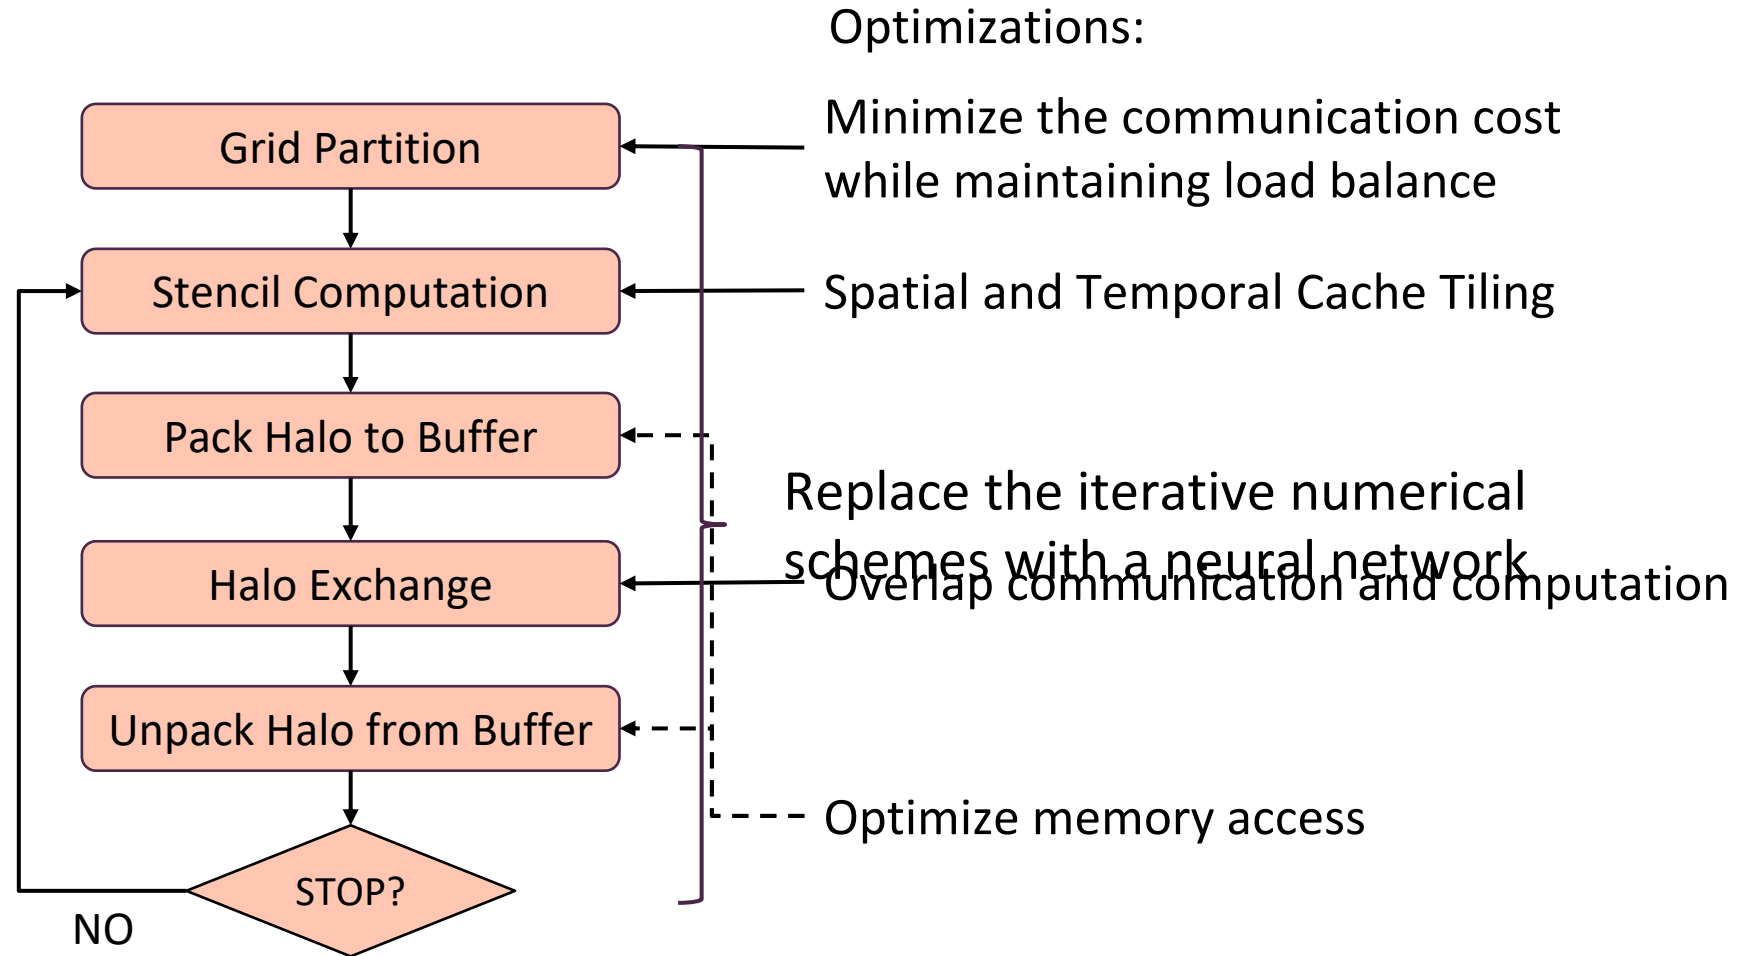 Optimizations:
Grid Partition
Minimize the communication cost
while maintaining load balance
Stencil Computation
Spatial and Temporal Cache Tiling
Pack Halo to Buffer
Replace the iterative numerical
schemes with a neural network
Halo Exchange
Overlap communication and computation
Unpack Halo from Buffer
Optimize memory access
STOP?
NO